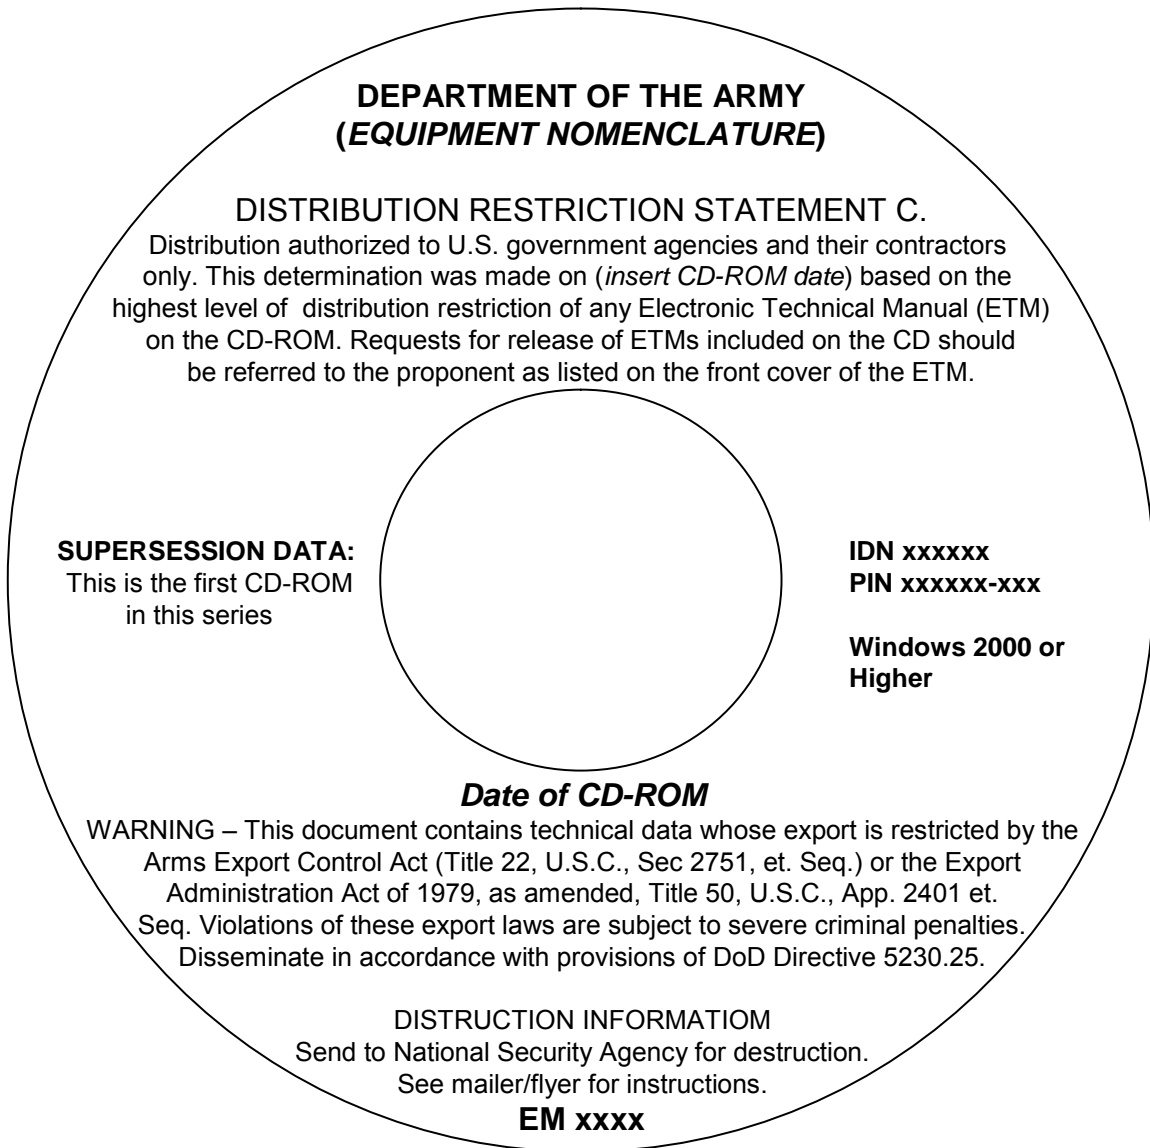 DEPARTMENT OF THE ARMY
(EQUIPMENT NOMENCLATURE)
DISTRIBUTION RESTRICTION STATEMENT C.
Distribution authorized to U.S. government agencies and their contractors
only. This determination was made on (insert CD-ROM date) based on the
highest level of  distribution restriction of any Electronic Technical Manual (ETM)
on the CD-ROM. Requests for release of ETMs included on the CD should
be referred to the proponent as listed on the front cover of the ETM.
SUPERSESSION DATA:
This is the first CD-ROM
in this series
IDN xxxxxx
PIN xxxxxx-xxx
Windows 2000 or
Higher
Date of CD-ROM
WARNING – This document contains technical data whose export is restricted by the
Arms Export Control Act (Title 22, U.S.C., Sec 2751, et. Seq.) or the Export
Administration Act of 1979, as amended, Title 50, U.S.C., App. 2401 et.
Seq. Violations of these export laws are subject to severe criminal penalties.
Disseminate in accordance with provisions of DoD Directive 5230.25.
DISTRUCTION INFORMATIOM
Send to National Security Agency for destruction.
See mailer/flyer for instructions.
EM xxxx